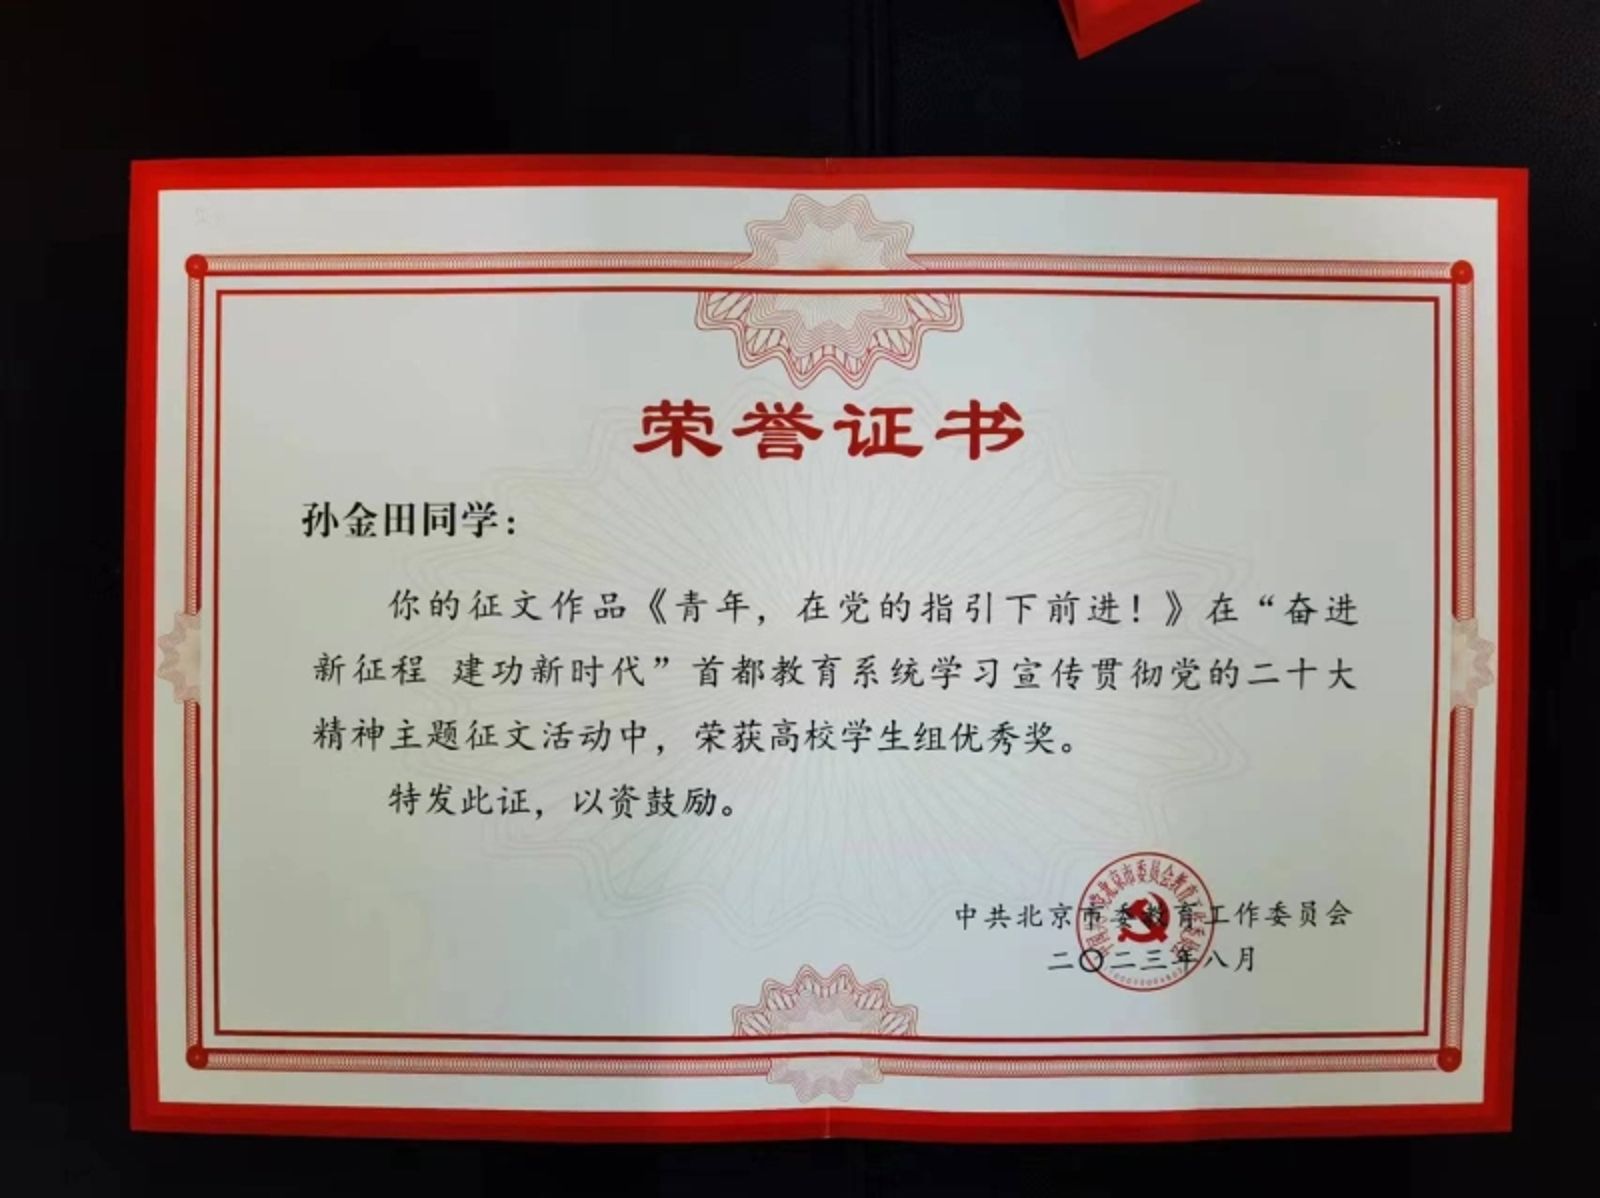 荣誉证书
孙金田同学：
你的征文作品《青年，在党的指引下前进！》在“奋进
新征程 建功新时代”首都教育系统学习宣传贯彻党的二十大
精神主题征文活动中，荣获高校学生组优秀奖。
特发此证，以资鼓励。
中共北京市委教育工作委员会
二〇二三年八月